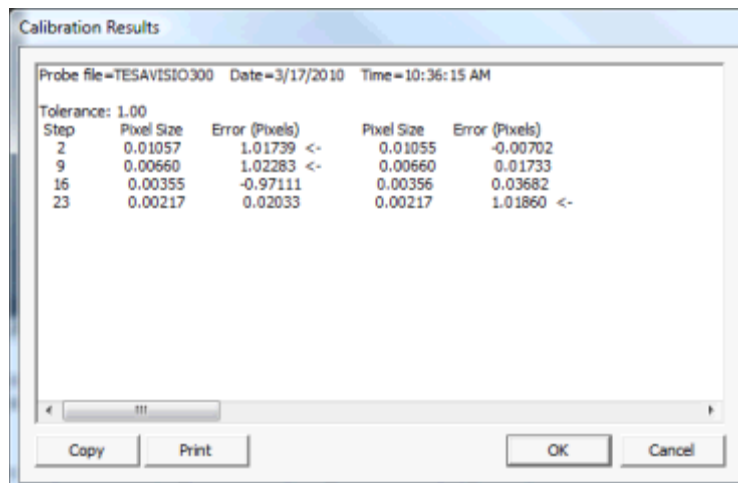 Calibration Results
Probe file=TESAVISIO300 Date=3/17/2010 Time=10:36:15 AM
Tolerance: 1.00
Step Pixel Size Error (Pixels) Pixel Size Error (Pixels)
2 0.01057 1.01739 <- 0.01055 -0.00702
9 0.00660 1.02283 <- 0.00660 0.01733
16 0.00355 -0.97111 0.00356 0.03682
23 0.00217 0.02033 0.00217 1.01860 <-
Copy Print OK Cancel